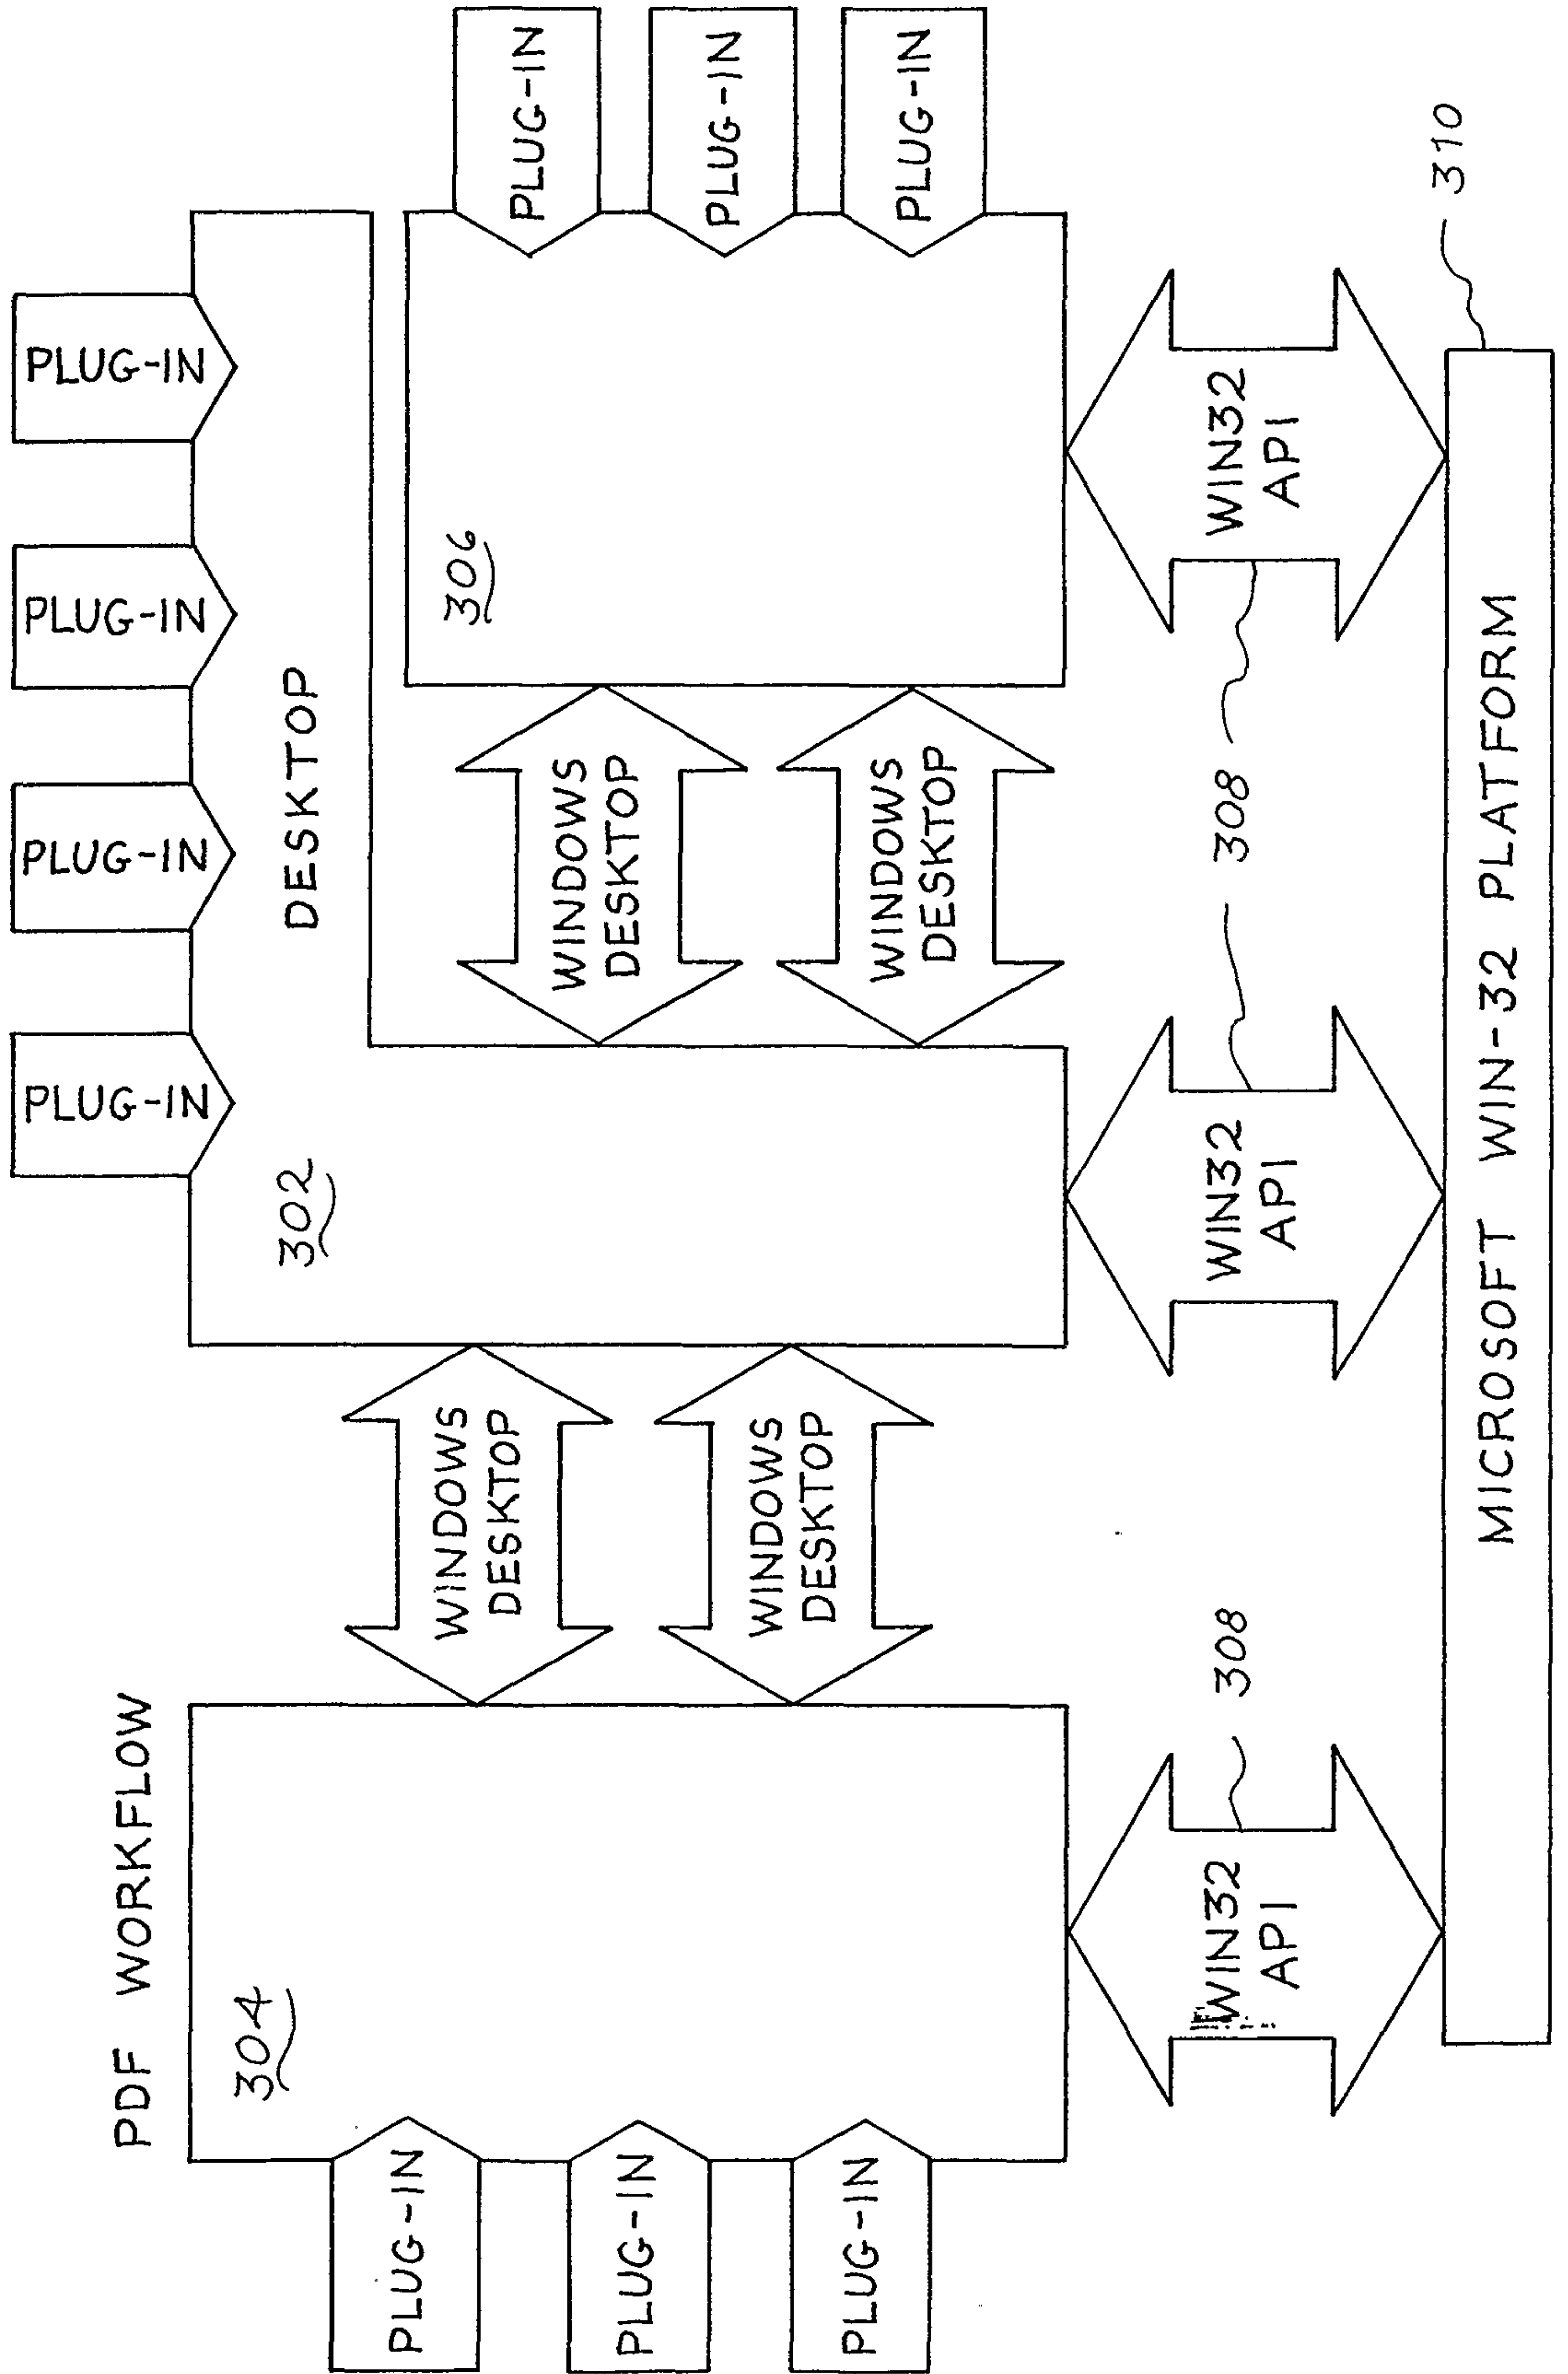 PLUG-IN
PLUG-IN
PLUG-IN
PLUG-IN
PDF WORKFLOW
304
302
DESKTOP
PLUG-IN
PLUG-IN
PLUG-IN
WINDOWS
DESKTOP
WINDOWS
DESKTOP
WINDOWS
DESKTOP
WINDOWS
DESKTOP
306
PLUG-IN
PLUG-IN
PLUG-IN
WIN32
API
308
WIN32
API
308
308
WIN32
API
310
MICROSOFT WIN-32 PLATFORM